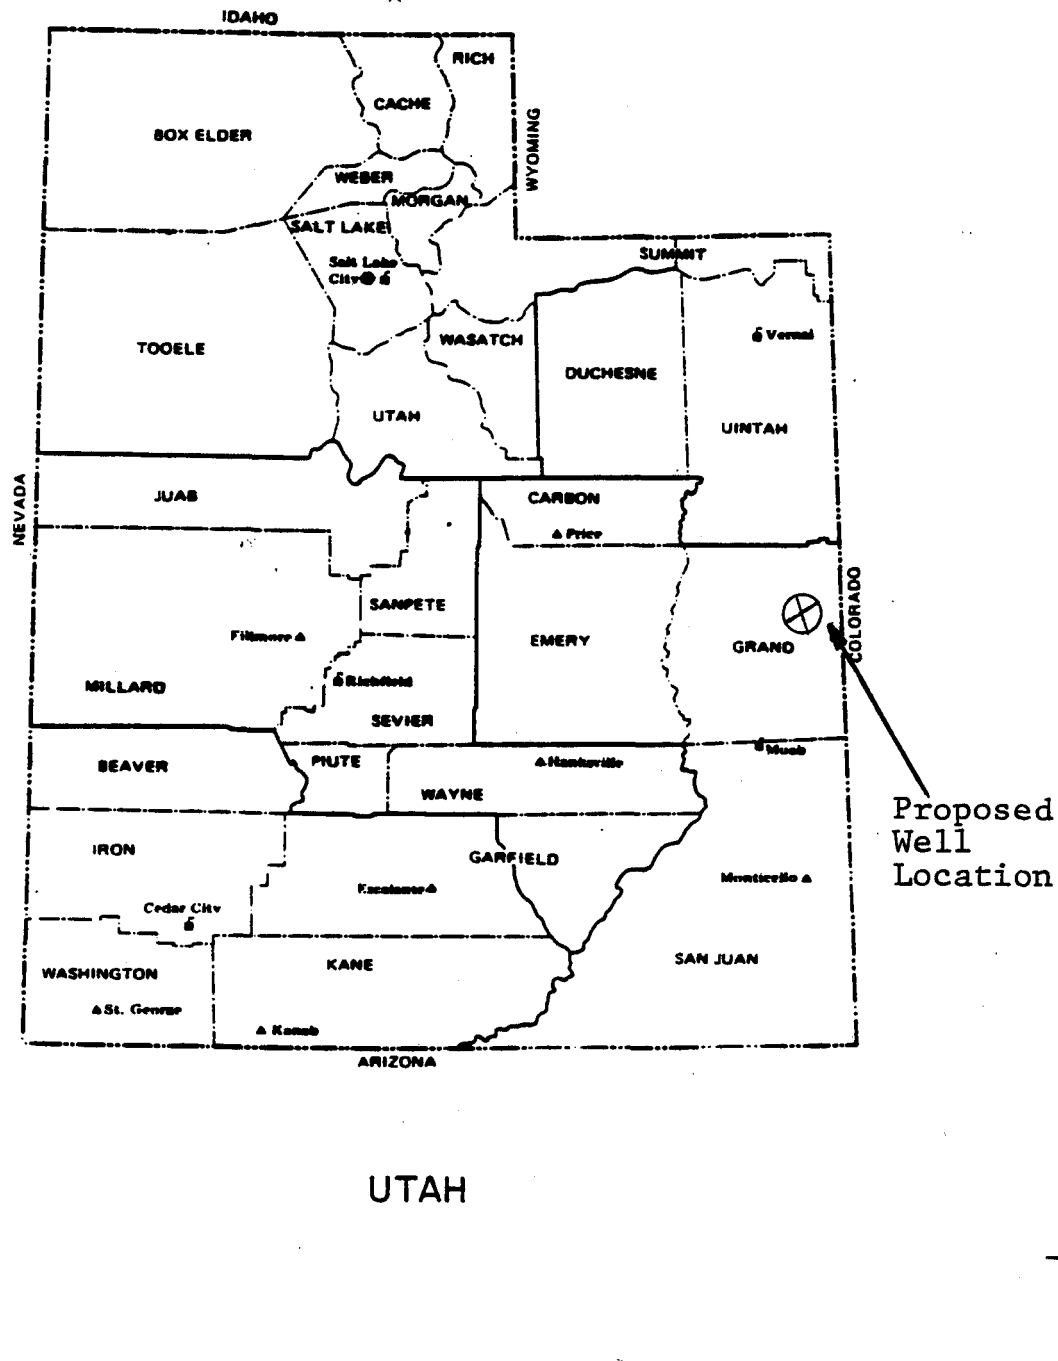 IDAHO
RICH
CACHE
BOX ELDER
WYOMING
WEBER
MORGAN
SALT LAKE
Salt Lake
City
SUMMIT
TOOELE
WASATCH
Vernal
DUCHESNE
UTAH
UINTAH
NEVADA
JUAB
CARBON
Price
COLORADO
SANPETE
Fillmore
EMERY
GRAND
Richfield
MILLARD
SEVIER
Moab
BEAVER
PIUTE
Hanksville
WAYNE
Proposed
Well
Location
IRON
GARFIELD
Escalante
Monticello
Cedar City
WASHINGTON
KANE
SAN JUAN
St. George
Kanab
ARIZONA
UTAH